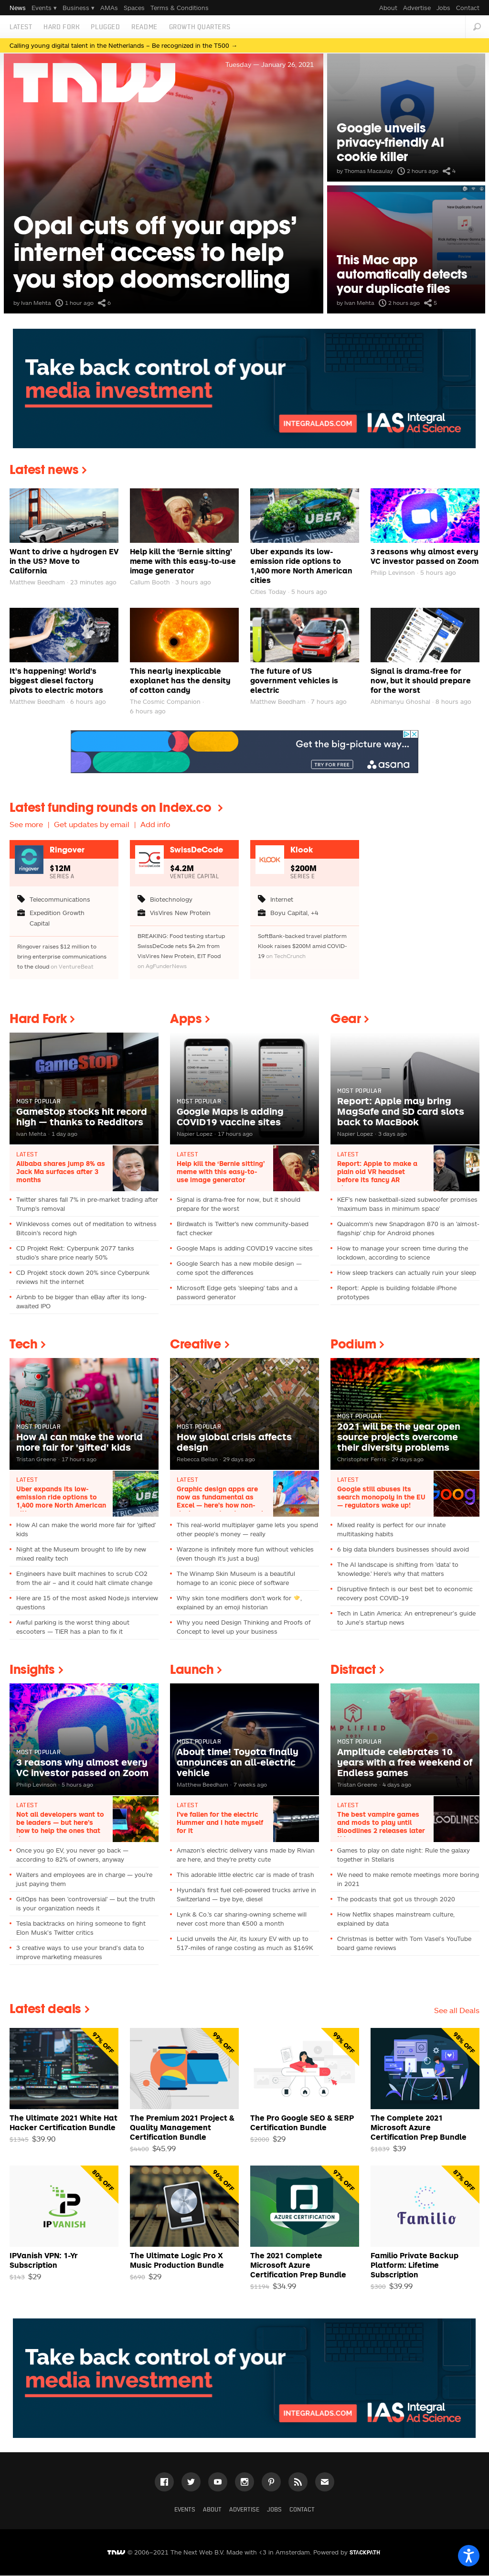 News Events ▾ Business ▾ AMAs Spaces Terms & Conditions
About Advertise Jobs Contact
LATEST HARD FORK PLUGGED README GROWTH QUARTERS
Calling young digital talent in the Netherlands – Be recognized in the T500 →
TNW
Tuesday — January 26, 2021
Opal cuts off your apps'
internet access to help
you stop doomscrolling
by Ivan Mehta 1 hour ago 6
Google unveils
privacy-friendly AI
cookie killer
by Thomas Macaulay 2 hours ago 4
This Mac app
automatically detects
your duplicate files
by Ivan Mehta 2 hours ago 5
Take back control of your
media investment
INTEGRALADS.COM
IAS Integral
Ad Science
Latest news
Want to drive a hydrogen EV
in the US? Move to
California
Matthew Beedham · 23 minutes ago
Help kill the 'Bernie sitting'
meme with this easy-to-use
image generator
Callum Booth · 3 hours ago
Uber expands its low-
emission ride options to
1,400 more North American
cities
Cities Today · 5 hours ago
3 reasons why almost every
VC investor passed on Zoom
Philip Levinson · 5 hours ago
It's happening! World's
biggest diesel factory
pivots to electric motors
Matthew Beedham · 6 hours ago
This nearly inexplicable
exoplanet has the density
of cotton candy
The Cosmic Companion ·
6 hours ago
The future of US
government vehicles is
electric
Matthew Beedham · 7 hours ago
Signal is drama-free for
now, but it should prepare
for the worst
Abhimanyu Ghoshal · 8 hours ago
Get the big-picture way...
TRY FOR FREE
asana
Latest funding rounds on Index.co
See more | Get updates by email | Add info
Ringover
$12M
SERIES A
Telecommunications
Expedition Growth
Capital
Ringover raises $12 million to
bring enterprise communications
to the cloud on VentureBeat
SwissDeCode
$4.2M
VENTURE CAPITAL
Biotechnology
VisVires New Protein
BREAKING: Food testing startup
SwissDeCode nets $4.2m from
VisVires New Protein, EIT Food
on AgFunderNews
Klook
KLOOK
$200M
SERIES E
Internet
Boyu Capital, +4
SoftBank-backed travel platform
Klook raises $200M amid COVID-
19 on TechCrunch
Hard Fork
GameStop
MOST POPULAR
GameStop stocks hit record
high — thanks to Redditors
Ivan Mehta · 1 day ago
LATEST
Alibaba shares jump 8% as
Jack Ma surfaces after 3
months
Twitter shares fall 7% in pre-market trading after
Trump's removal
Winklevoss comes out of meditation to witness
Bitcoin's record high
CD Projekt Rekt: Cyberpunk 2077 tanks
studio's share price nearly 50%
CD Projekt stock down 20% since Cyberpunk
reviews hit the internet
Airbnb to be bigger than eBay after its long-
awaited IPO
Apps
MOST POPULAR
Google Maps is adding
COVID19 vaccine sites
Napier Lopez · 17 hours ago
LATEST
Help kill the 'Bernie sitting'
meme with this easy-to-
use image generator
Signal is drama-free for now, but it should
prepare for the worst
Birdwatch is Twitter's new community-based
fact checker
Google Maps is adding COVID19 vaccine sites
Google Search has a new mobile design —
come spot the differences
Microsoft Edge gets 'sleeping' tabs and a
password generator
Gear
MOST POPULAR
Report: Apple may bring
MagSafe and SD card slots
back to MacBook
Napier Lopez · 3 days ago
LATEST
Report: Apple to make a
plain old VR headset
before its fancy AR
KEF's new basketball-sized subwoofer promises
'maximum bass in minimum space'
Qualcomm's new Snapdragon 870 is an 'almost-
flagship' chip for Android phones
How to manage your screen time during the
lockdown, according to science
How sleep trackers can actually ruin your sleep
Report: Apple is building foldable iPhone
prototypes
Tech
MOST POPULAR
How AI can make the world
more fair for 'gifted' kids
Tristan Greene · 17 hours ago
LATEST
Uber expands its low-
emission ride options to
1,400 more North American
How AI can make the world more fair for 'gifted'
kids
Night at the Museum brought to life by new
mixed reality tech
Engineers have built machines to scrub CO2
from the air – and it could halt climate change
Here are 15 of the most asked Node.js interview
questions
Awful parking is the worst thing about
escooters — TIER has a plan to fix it
Creative
MOST POPULAR
How global crisis affects
design
Rebecca Bellan · 29 days ago
LATEST
Graphic design apps are
now as fundamental as
Excel — here's how non-
This real-world multiplayer game lets you spend
other people's money — really
Warzone is infinitely more fun without vehicles
(even though it's just a bug)
The Winamp Skin Museum is a beautiful
homage to an iconic piece of software
Why skin tone modifiers don't work for 🤝,
explained by an emoji historian
Why you need Design Thinking and Proofs of
Concept to level up your business
Podium
MOST POPULAR
2021 will be the year open
source projects overcome
their diversity problems
Christopher Ferris · 29 days ago
LATEST
Google still abuses its
search monopoly in the EU
— regulators wake up!
Mixed reality is perfect for our innate
multitasking habits
6 big data blunders businesses should avoid
The AI landscape is shifting from 'data' to
'knowledge.' Here's why that matters
Disruptive fintech is our best bet to economic
recovery post COVID-19
Tech in Latin America: An entrepreneur's guide
to June's startup news
Insights
MOST POPULAR
3 reasons why almost every
VC investor passed on Zoom
Philip Levinson · 5 hours ago
LATEST
Not all developers want to
be leaders — but here's
how to help the ones that
Once you go EV, you never go back —
according to 82% of owners, anyway
Waiters and employees are in charge — you're
just paying them
GitOps has been 'controversial' — but the truth
is your organization needs it
Tesla backtracks on hiring someone to fight
Elon Musk's Twitter critics
3 creative ways to use your brand's data to
improve marketing measures
Launch
MOST POPULAR
About time! Toyota finally
announces an all-electric
vehicle
Matthew Beedham · 7 weeks ago
LATEST
I've fallen for the electric
Hummer and I hate myself
for it
Amazon's electric delivery vans made by Rivian
are here, and they're pretty cute
This adorable little electric car is made of trash
Hyundai's first fuel cell-powered trucks arrive in
Switzerland — bye bye, diesel
Lynk & Co.'s car sharing-owning scheme will
never cost more than €500 a month
Lucid unveils the Air, its luxury EV with up to
517-miles of range costing as much as $169K
Distract
MOST POPULAR
Amplitude celebrates 10
years with a free weekend of
Endless games
Tristan Greene · 4 days ago
LATEST
The best vampire games
and mods to play until
Bloodlines 2 releases later
BLOODLINES
Games to play on date night: Rule the galaxy
together in Stellaris
We need to make remote meetings more boring
in 2021
The podcasts that got us through 2020
How Netflix shapes mainstream culture,
explained by data
Christmas is better with Tom Vasel's YouTube
board game reviews
Latest deals
See all Deals
97% OFF
The Ultimate 2021 White Hat
Hacker Certification Bundle
$1345 $39.90
99% OFF
The Premium 2021 Project &
Quality Management
Certification Bundle
$6400 $45.99
99% OFF
The Pro Google SEO & SERP
Certification Bundle
$2000 $29
98% OFF
The Complete 2021
Microsoft Azure
Certification Prep Bundle
$1839 $39
80% OFF
IPVANISH
IPVanish VPN: 1-Yr
Subscription
$143 $29
96% OFF
The Ultimate Logic Pro X
Music Production Bundle
$690 $29
97% OFF
AZURE CERTIFICATION
The 2021 Complete
Microsoft Azure
Certification Prep Bundle
$1194 $34.99
87% OFF
Familio
Familio Private Backup
Platform: Lifetime
Subscription
$300 $39.99
Take back control of your
media investment
INTEGRALADS.COM
IAS Integral
Ad Science
EVENTS ABOUT ADVERTISE JOBS CONTACT
TNW © 2006–2021 The Next Web B.V. Made with <3 in Amsterdam. Powered by STACKPATH